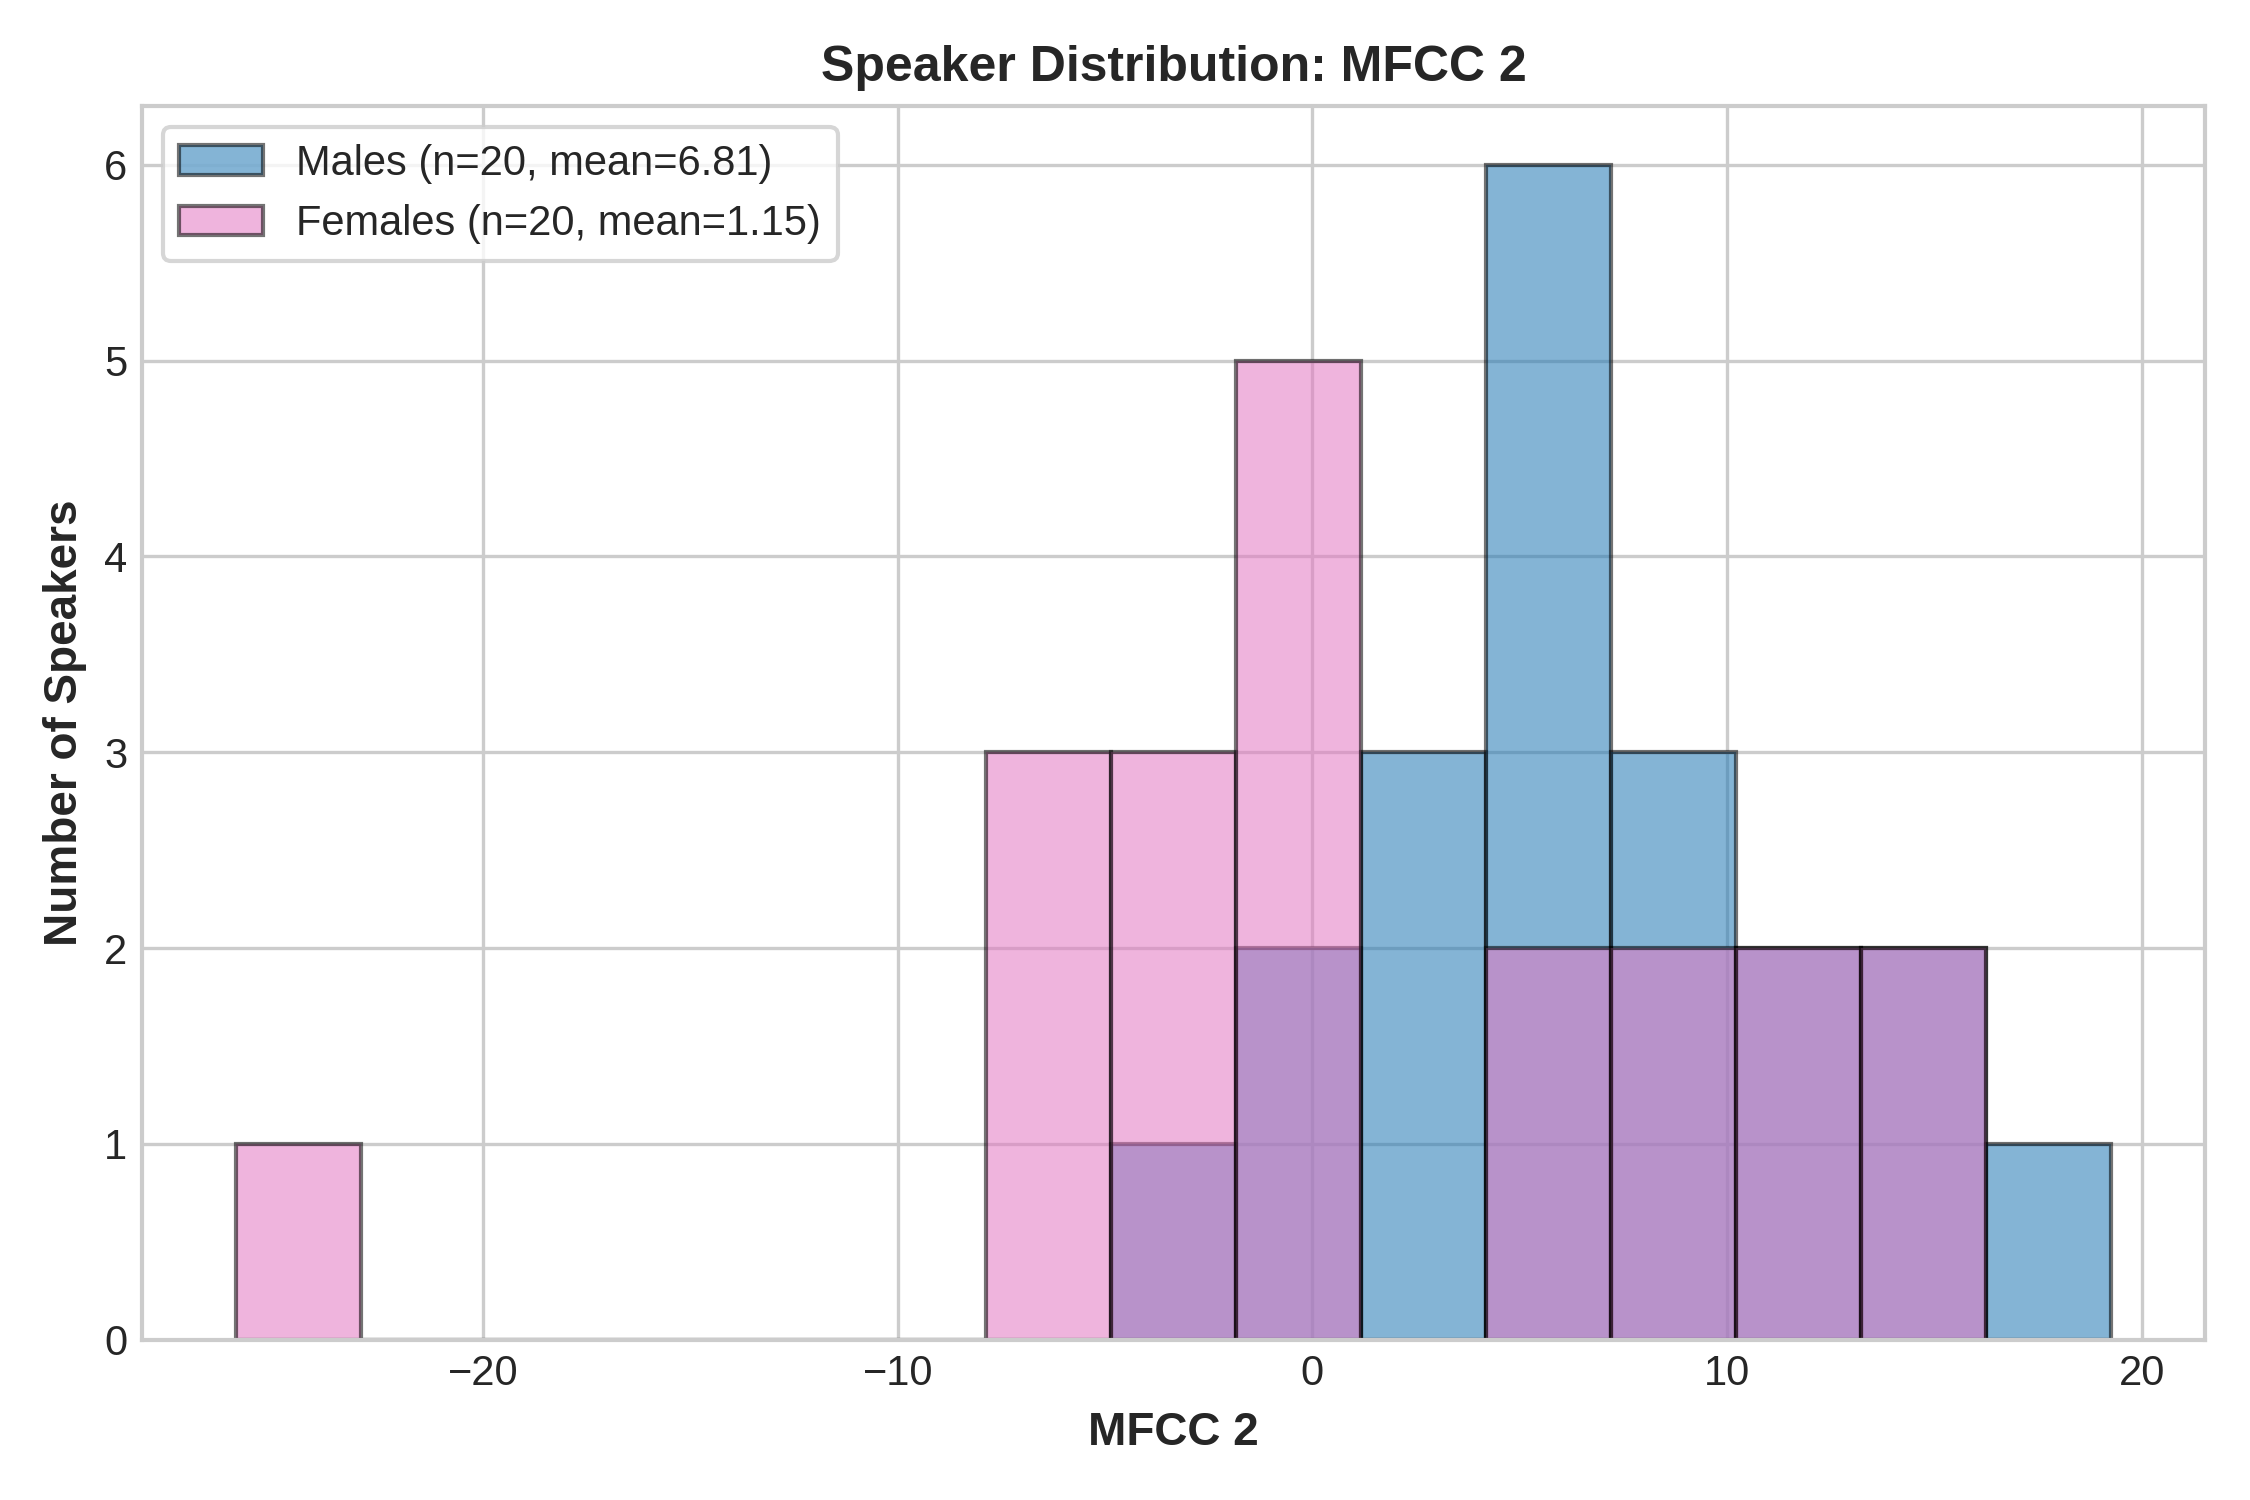 Speaker Distribution: MFCC 2
Males (n=20, mean=6.81)
Females (n=20, mean=1.15)
6
5
4
3
2
1
0
Number of Speakers
−20
−10
0
10
20
MFCC 2